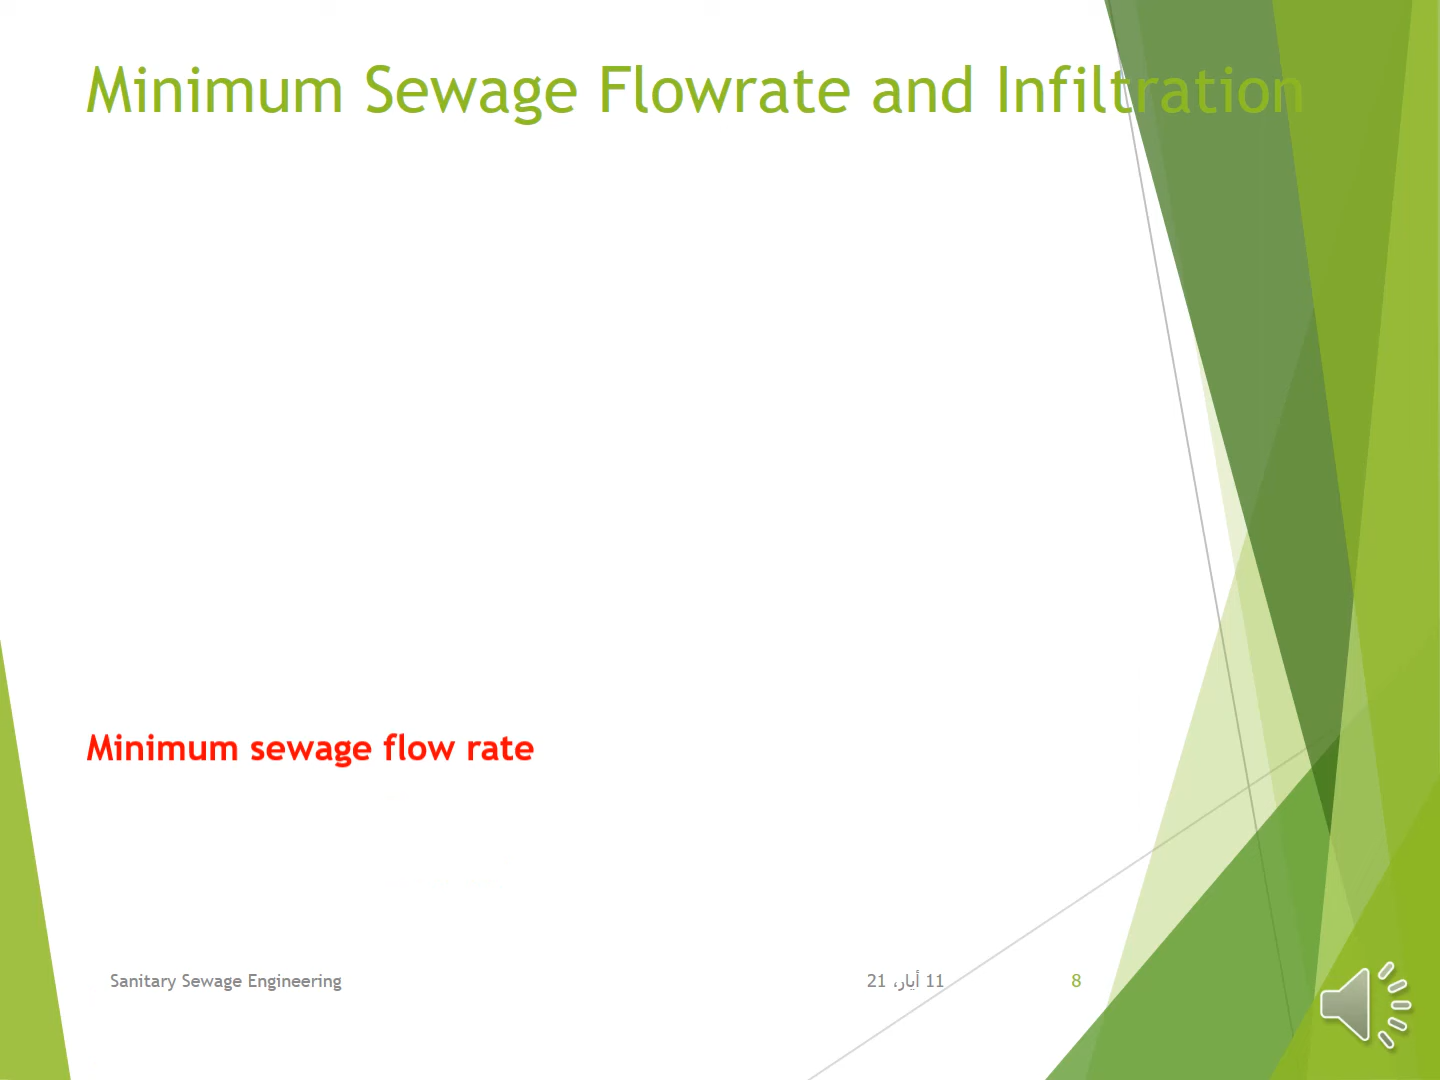 Minimum Sewage Flowrate and Infiltration
Minimum sewage flow rate
Sanitary Sewage Engineering
11 أيار، 21
8